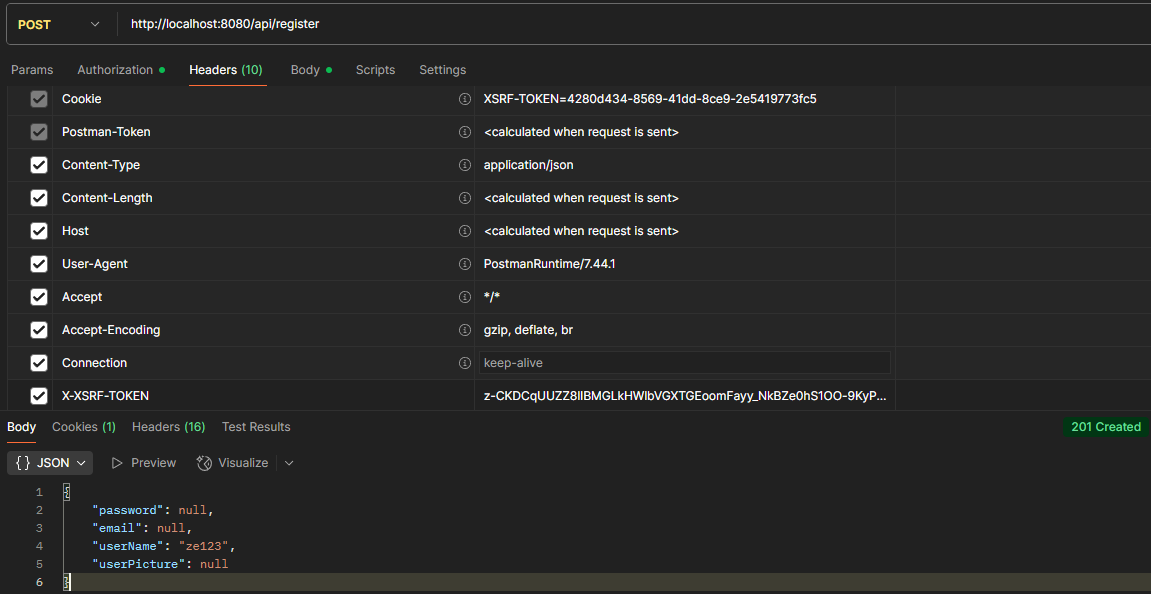 POST http://localhost:8080/api/register
Params Authorization Headers (10) Body Scripts Settings
Cookie XSRF-TOKEN=4280d434-8569-41dd-8ce9-2e5419773fc5
Postman-Token <calculated when request is sent>
Content-Type application/json
Content-Length <calculated when request is sent>
Host <calculated when request is sent>
User-Agent PostmanRuntime/7.44.1
Accept */*
Accept-Encoding gzip, deflate, br
Connection keep-alive
X-XSRF-TOKEN z-CKDCqUUZZ8IlBMGLkHWIbVGXTGEoomFayy_NkBZe0hS1OO-9KyP...
Body Cookies (1) Headers (16) Test Results 201 Created
{} JSON Preview Visualize
1 {
2 "password": null,
3 "email": null,
4 "userName": "ze123",
5 "userPicture": null
6 }